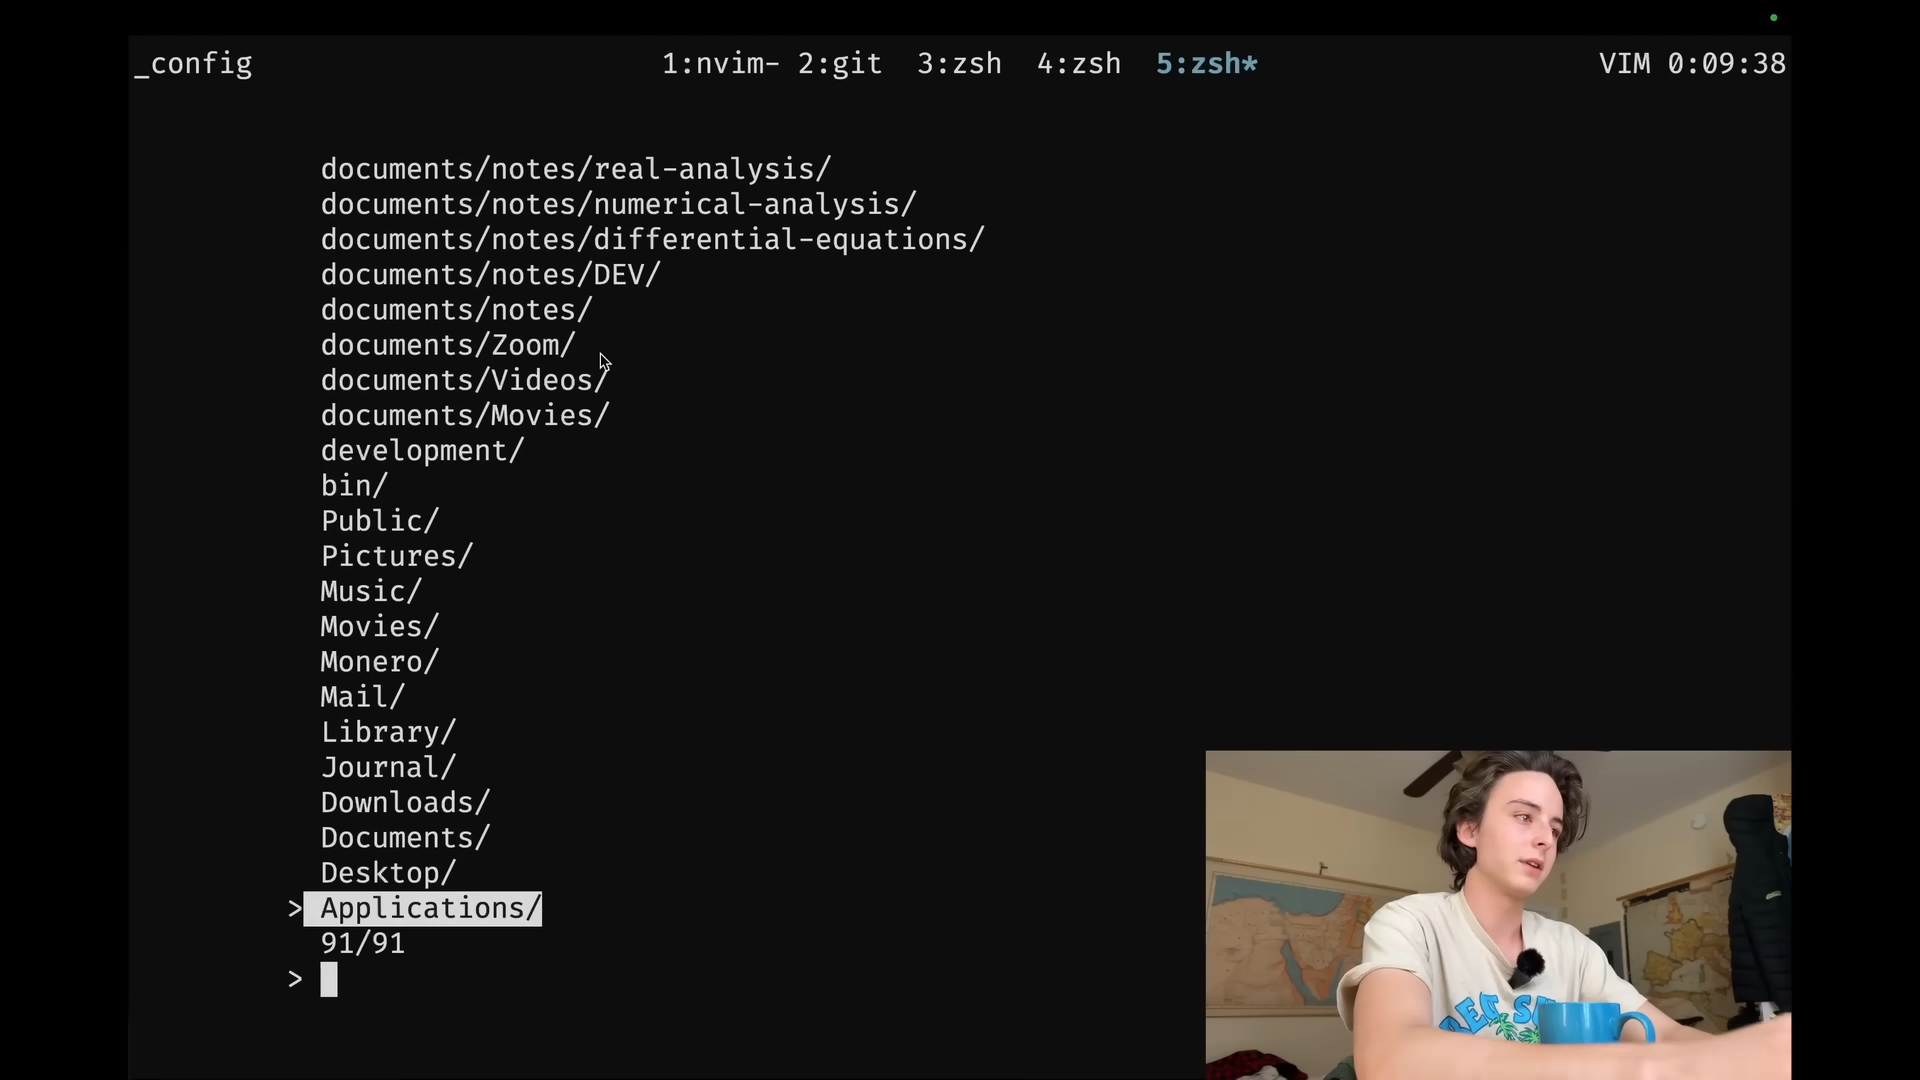 _config 1:nvim- 2:git 3:zsh 4:zsh 5:zsh* VIM 0:09:38
documents/notes/real-analysis/
documents/notes/numerical-analysis/
documents/notes/differential-equations/
documents/notes/DEV/
documents/notes/
documents/Zoom/
documents/Videos/
documents/Movies/
development/
bin/
Public/
Pictures/
Music/
Movies/
Monero/
Mail/
Library/
Journal/
Downloads/
Documents/
Desktop/
> Applications/
91/91
>